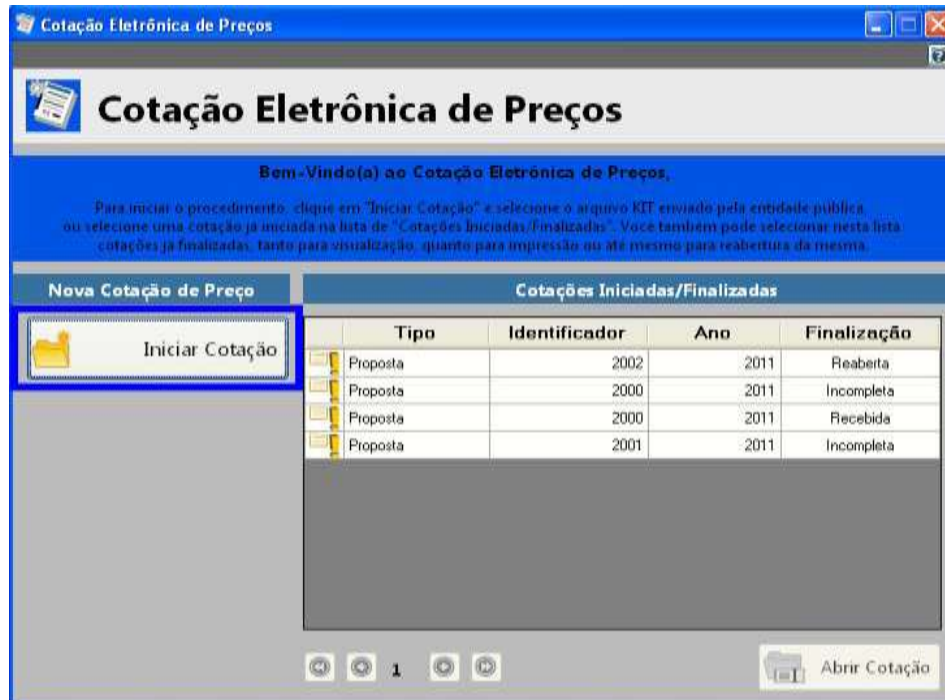 Cotação Eletrônica de Preços
Cotação Eletrônica de Preços
Bem-Vindo(a) ao Cotação Eletrônica de Preços,
Para iniciar o procedimento, clique em "Iniciar Cotação" e selecione o arquivo KIT enviado pela entidade pública,
ou selecione uma cotação já iniciada na lista de "Cotações Iniciadas/Finalizadas". Você também pode selecionar nesta lista
cotações já finalizadas, tanto para visualização, quanto para impressão ou até mesmo para reabertura da mesma.
Nova Cotação de Preço
Cotações Iniciadas/Finalizadas
Iniciar Cotação
Tipo Identificador Ano Finalização
Proposta 2002 2011 Reaberta
Proposta 2000 2011 Incompleta
Proposta 2000 2011 Recebida
Proposta 2001 2011 Incompleta
1
Abrir Cotação